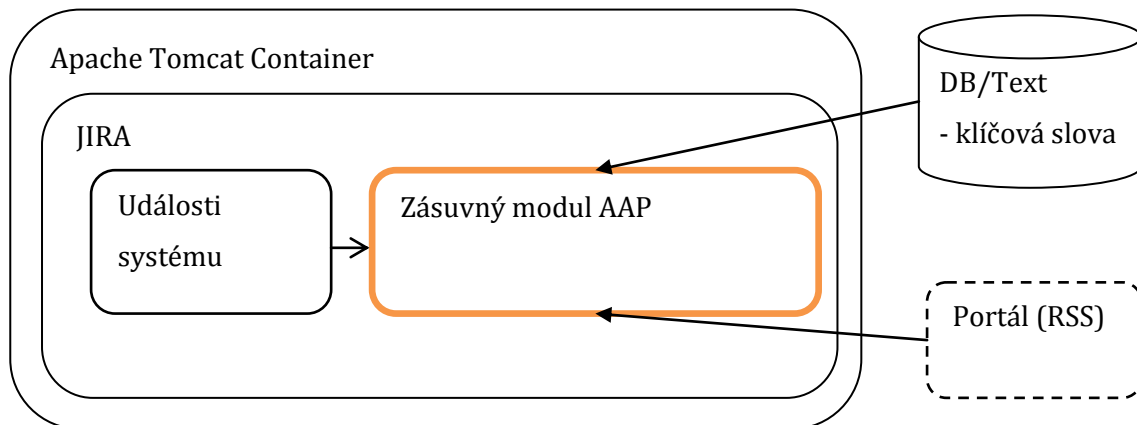 Apache Tomcat Container
JIRA
Události
systému
Zásuvný modul AAP
DB/Text
- klíčová slova
Portál (RSS)